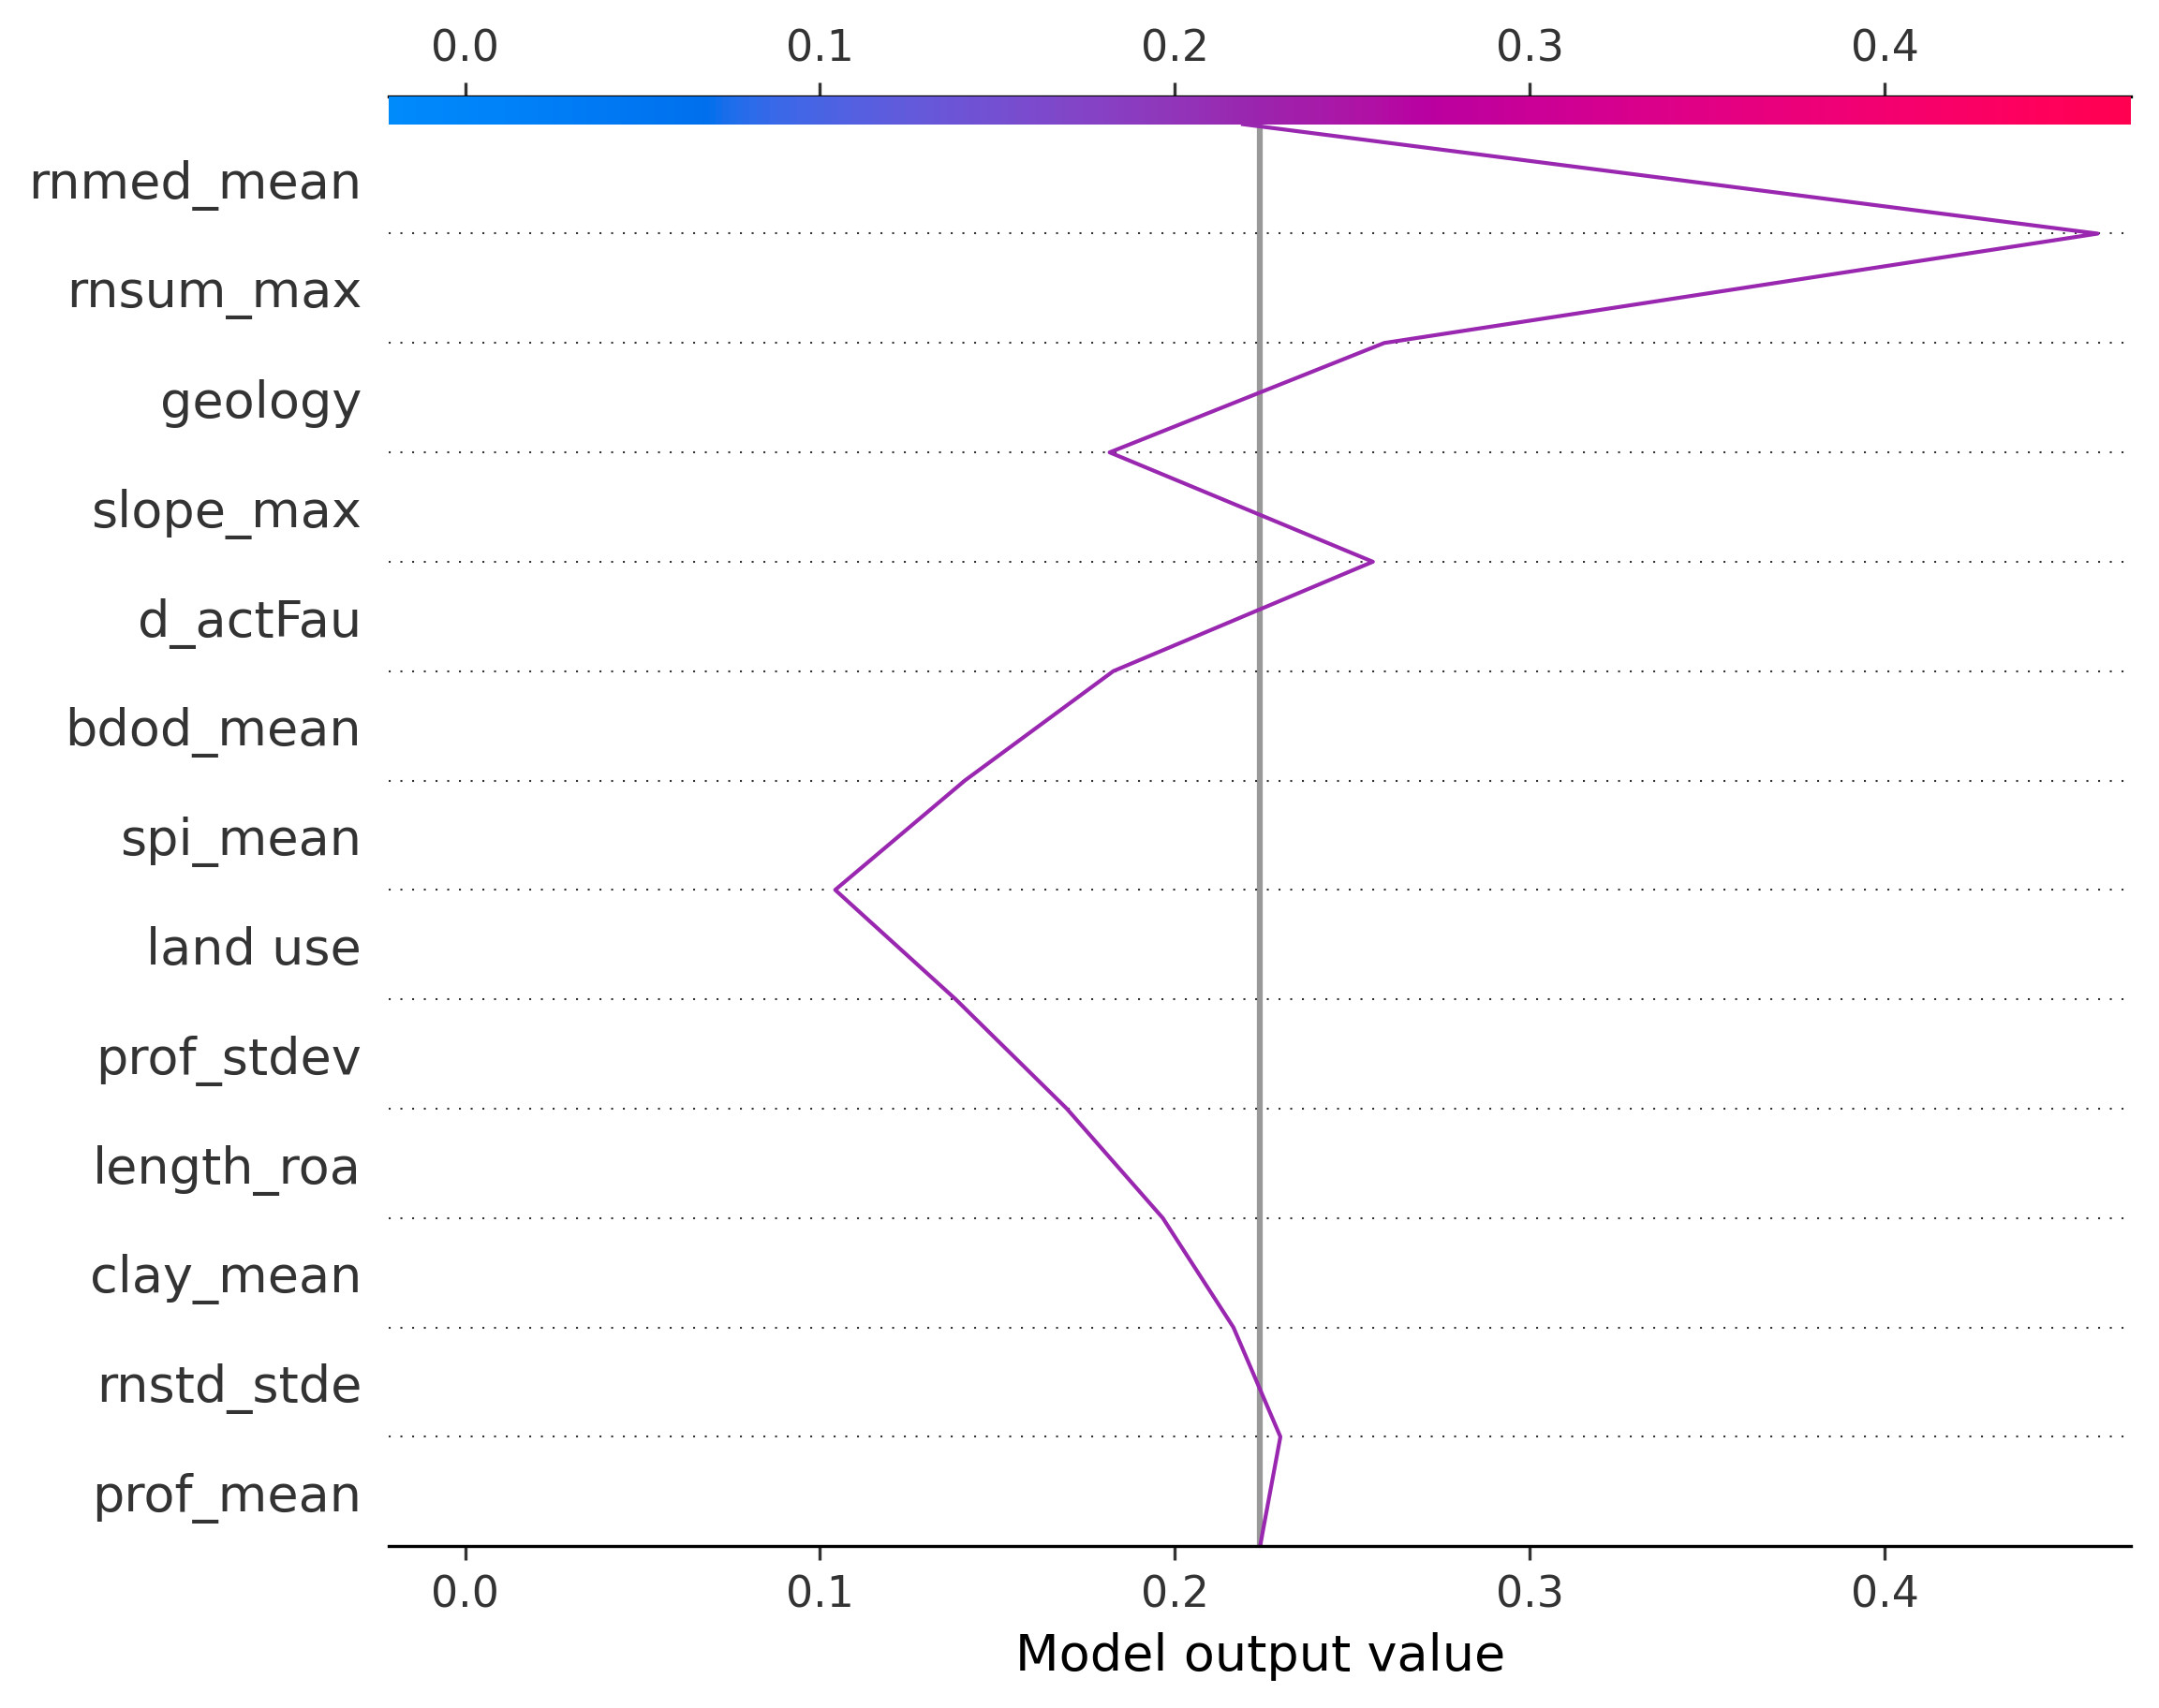 0.0 0.1 0.2 0.3 0.4
rnmed_mean
rnsum_max
geology
slope_max
d_actFau
bdod_mean
spi_mean
land use
prof_stdev
length_roa
clay_mean
rnstd_stde
prof_mean
0.0 0.1 0.2 0.3 0.4
Model output value